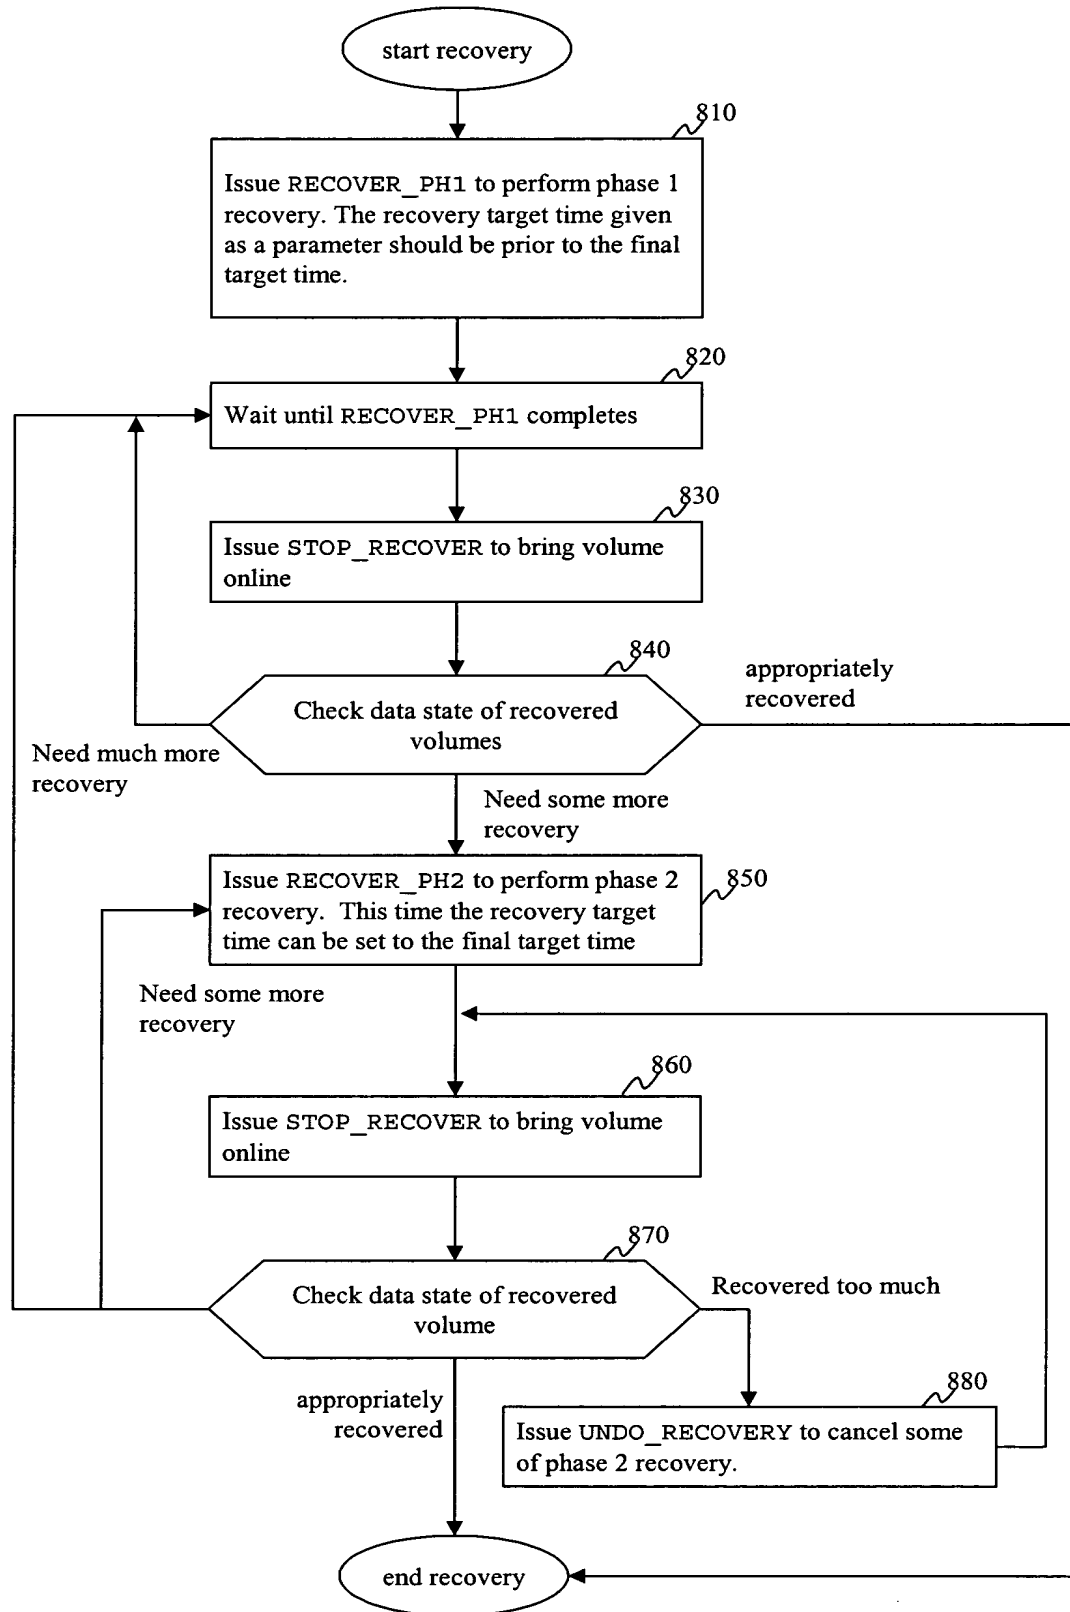 start recovery
810
Issue RECOVER_PH1 to perform phase 1
recovery. The recovery target time given
as a parameter should be prior to the final
target time.
820
Wait until RECOVER_PH1 completes
830
Issue STOP_RECOVER to bring volume
online
840
Check data state of recovered
volumes
appropriately
recovered
Need much more
recovery
Need some more
recovery
850
Issue RECOVER_PH2 to perform phase 2
recovery. This time the recovery target
time can be set to the final target time
Need some more
recovery
860
Issue STOP_RECOVER to bring volume
online
870
Check data state of recovered
volume
Recovered too much
appropriately
recovered
880
Issue UNDO_RECOVERY to cancel some
of phase 2 recovery.
end recovery